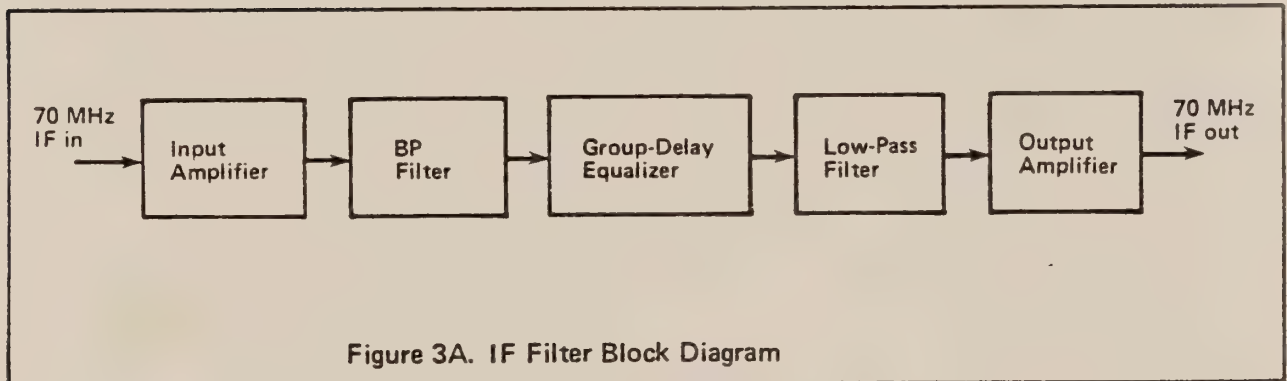 70 MHz
IF in
Input
Amplifier
BP
Filter
Group-Delay
Equalizer
Low-Pass
Filter
Output
Amplifier
70 MHz
IF out
Figure 3A. IF Filter Block Diagram